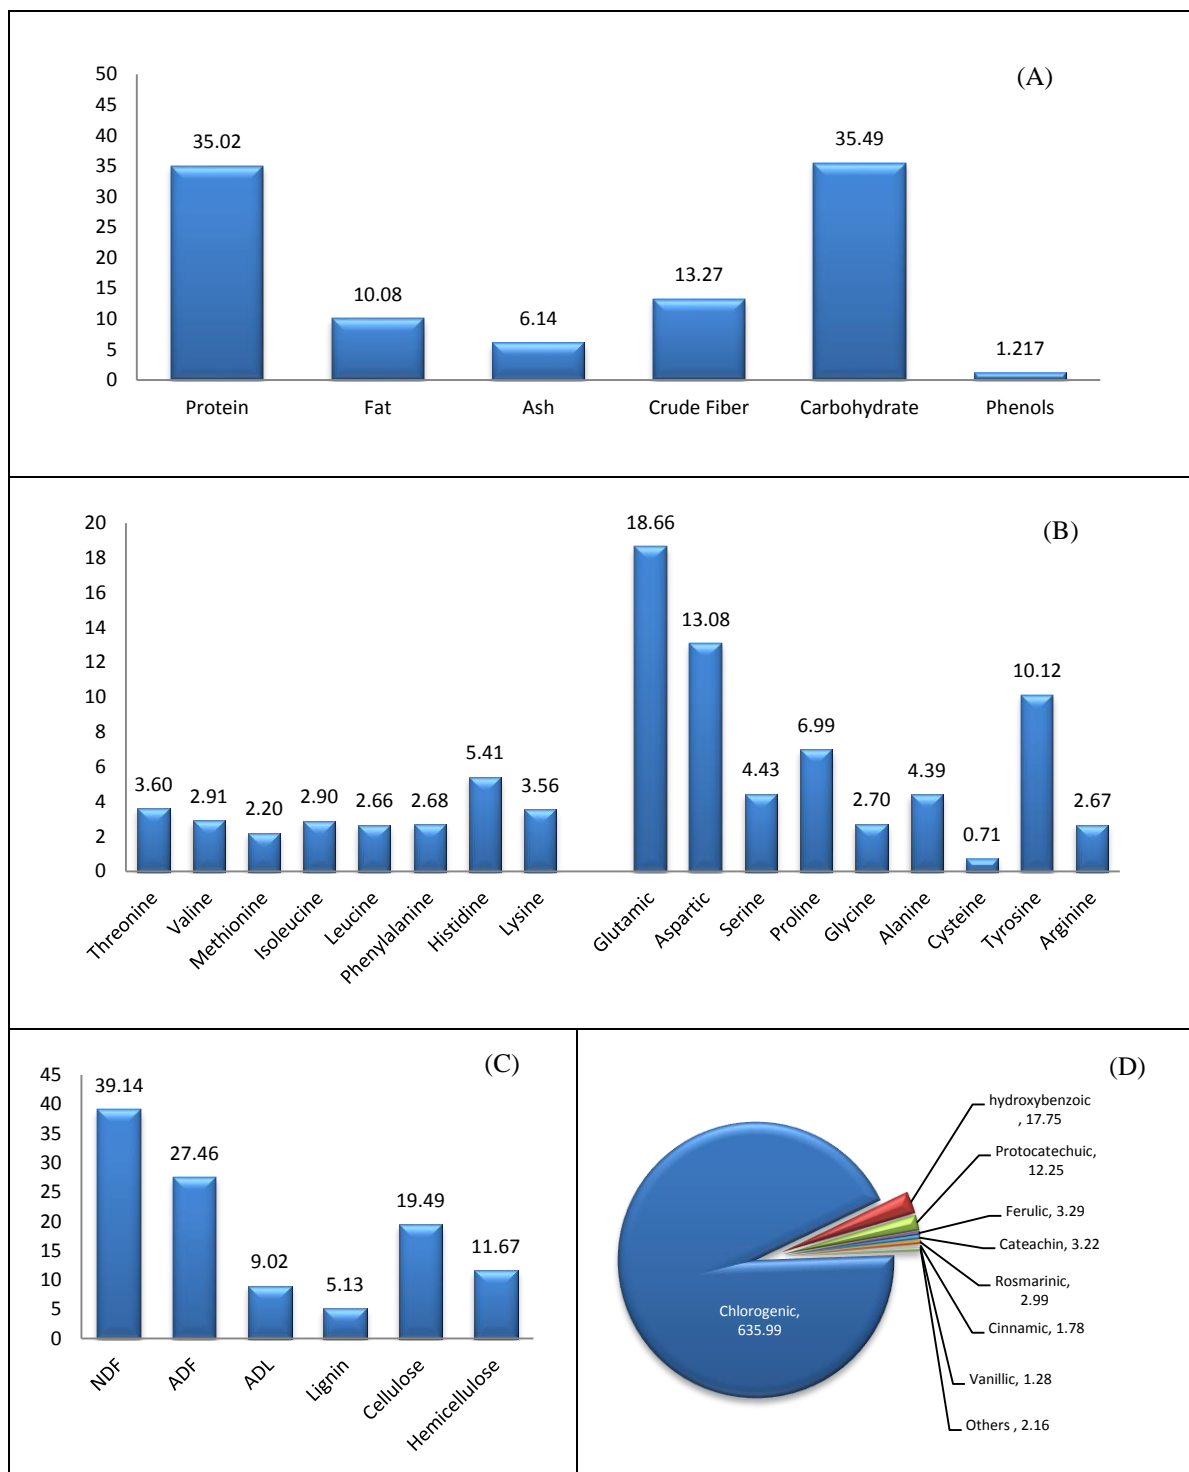 (A)
50
45
40
35
30
25
20
15
10
5
0
35.02
10.08
6.14
13.27
35.49
1.217
Protein
Fat
Ash
Crude Fiber
Carbohydrate
Phenols
(B)
20
18
16
14
12
10
8
6
4
2
0
3.60
2.91
2.20
2.90
2.66
2.68
5.41
3.56
18.66
13.08
4.43
6.99
2.70
4.39
0.71
10.12
2.67
Threonine
Valine
Methionine
Isoleucine
Leucine
Phenylalanine
Histidine
Lysine
Glutamic
Aspartic
Serine
Proline
Glycine
Alanine
Cysteine
Tyrosine
Arginine
(C)
45
40
35
30
25
20
15
10
5
0
39.14
27.46
9.02
5.13
19.49
11.67
NDF
ADF
ADL
Lignin
Cellulose
Hemicellulose
(D)
hydroxybenzoic
, 17.75
Protocatechuic,
12.25
Ferulic, 3.29
Cateachin, 3.22
Rosmarinic,
2.99
Cinnamic, 1.78
Vanillic, 1.28
Others , 2.16
Chlorogenic,
635.99